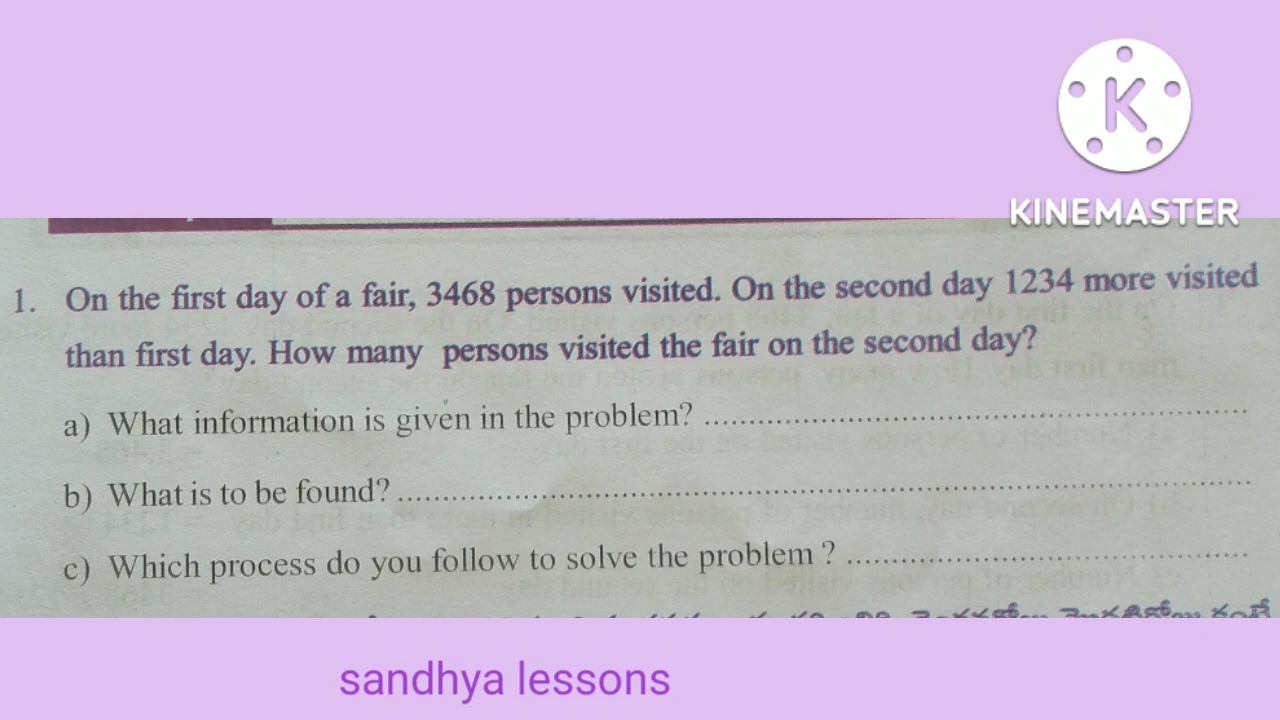 KINEMASTER
1. On the first day of a fair, 3468 persons visited. On the second day 1234 more visited
than first day. How many persons visited the fair on the second day?
a) What information is given in the problem? ..........................................................
b) What is to be found? ..........................................................................................
c) Which process do you follow to solve the problem ? ..........................................
sandhya lessons